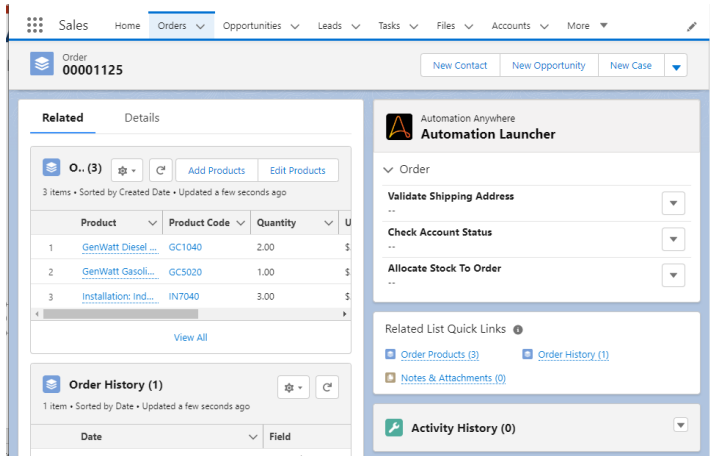 Sales Home Orders Opportunities Leads Tasks Files Accounts More
Order
00001125
New Contact New Opportunity New Case
Related Details
O.. (3) Add Products Edit Products
3 items • Sorted by Created Date • Updated a few seconds ago
Product Product Code Quantity U
1 GenWatt Diesel ... GC1040 2.00 $
2 GenWatt Gasoli... GC5020 1.00 $
3 Installation: Ind... IN7040 3.00 $
View All
Order History (1)
1 item • Sorted by Date • Updated a few seconds ago
Date Field
Automation Anywhere
Automation Launcher
Order
Validate Shipping Address
--
Check Account Status
--
Allocate Stock To Order
--
Related List Quick Links
Order Products (3) Order History (1)
Notes & Attachments (0)
Activity History (0)